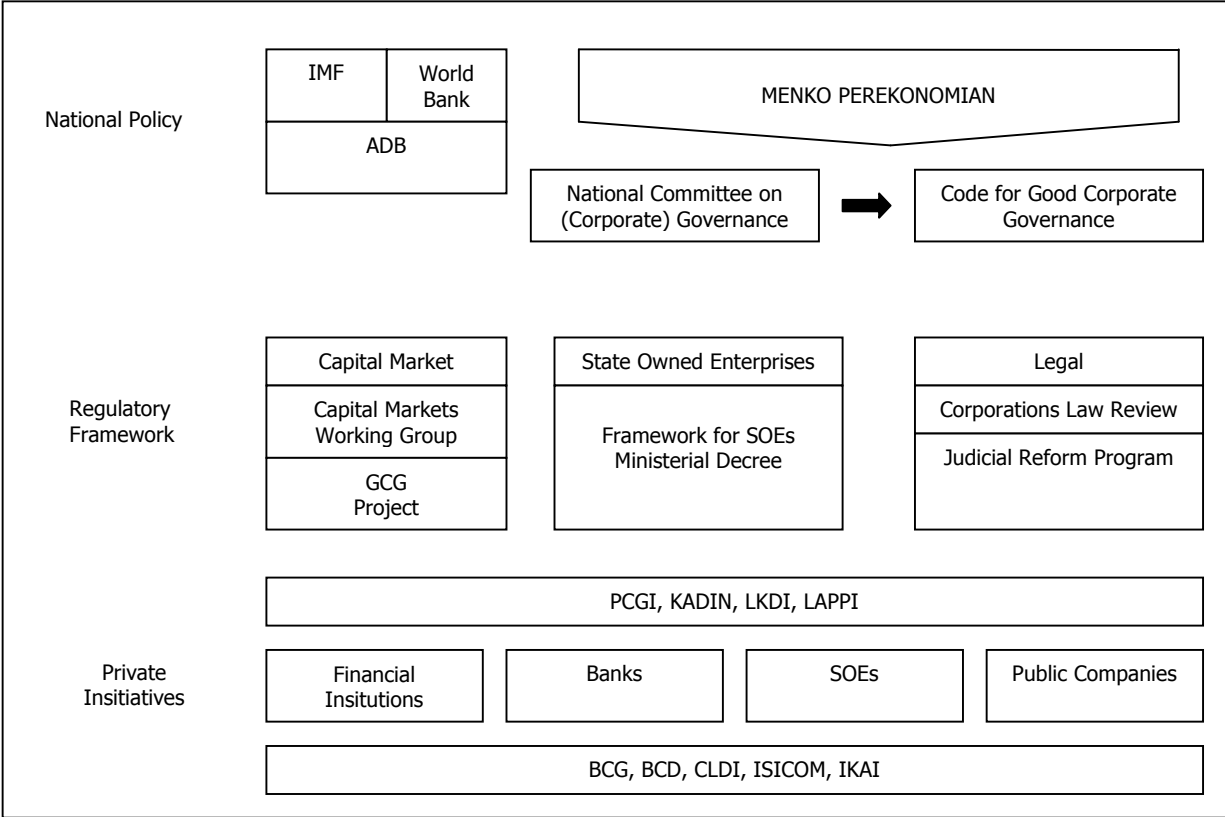 National Policy
IMF
World
Bank
ADB
MENKO PEREKONOMIAN
National Committee on
(Corporate) Governance
Code for Good Corporate
Governance
Regulatory
Framework
Capital Market
Capital Markets
Working Group
GCG
Project
State Owned Enterprises
Framework for SOEs
Ministerial Decree
Legal
Corporations Law Review
Judicial Reform Program
Private
Insitiatives
PCGI, KADIN, LKDI, LAPPI
Financial
Insitutions
Banks
SOEs
Public Companies
BCG, BCD, CLDI, ISICOM, IKAI